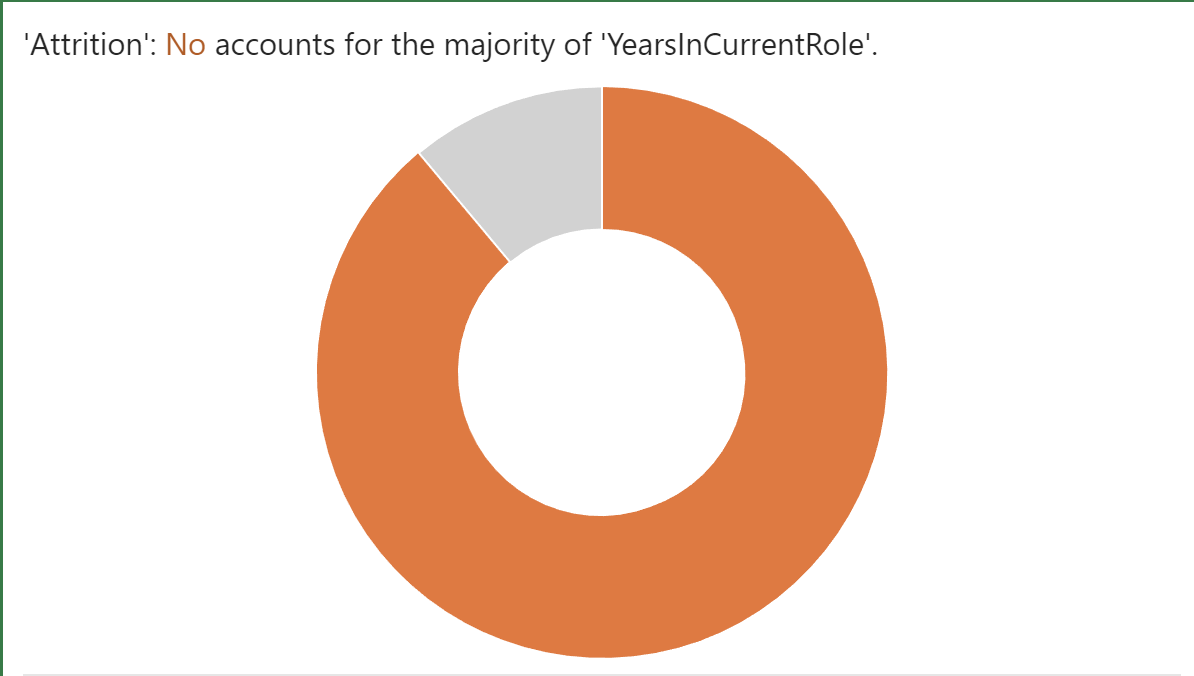 'Attrition': No accounts for the majority of 'YearsInCurrentRole'.